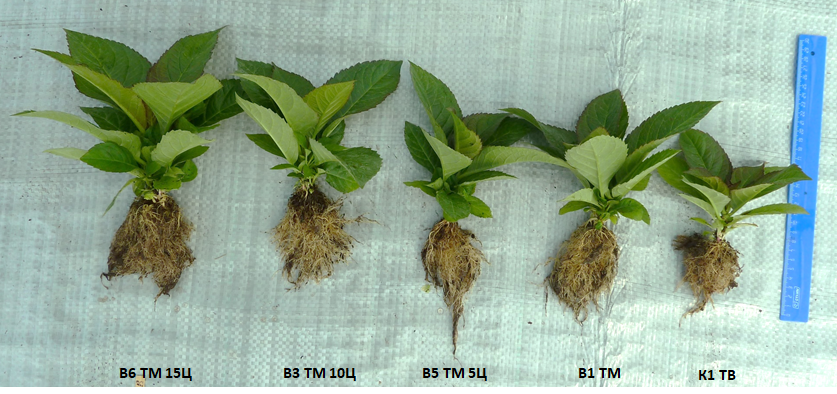 В6 ТМ 15Ц
В3 ТМ 10Ц
В5 ТМ 5Ц
В1 ТМ
К1 ТВ